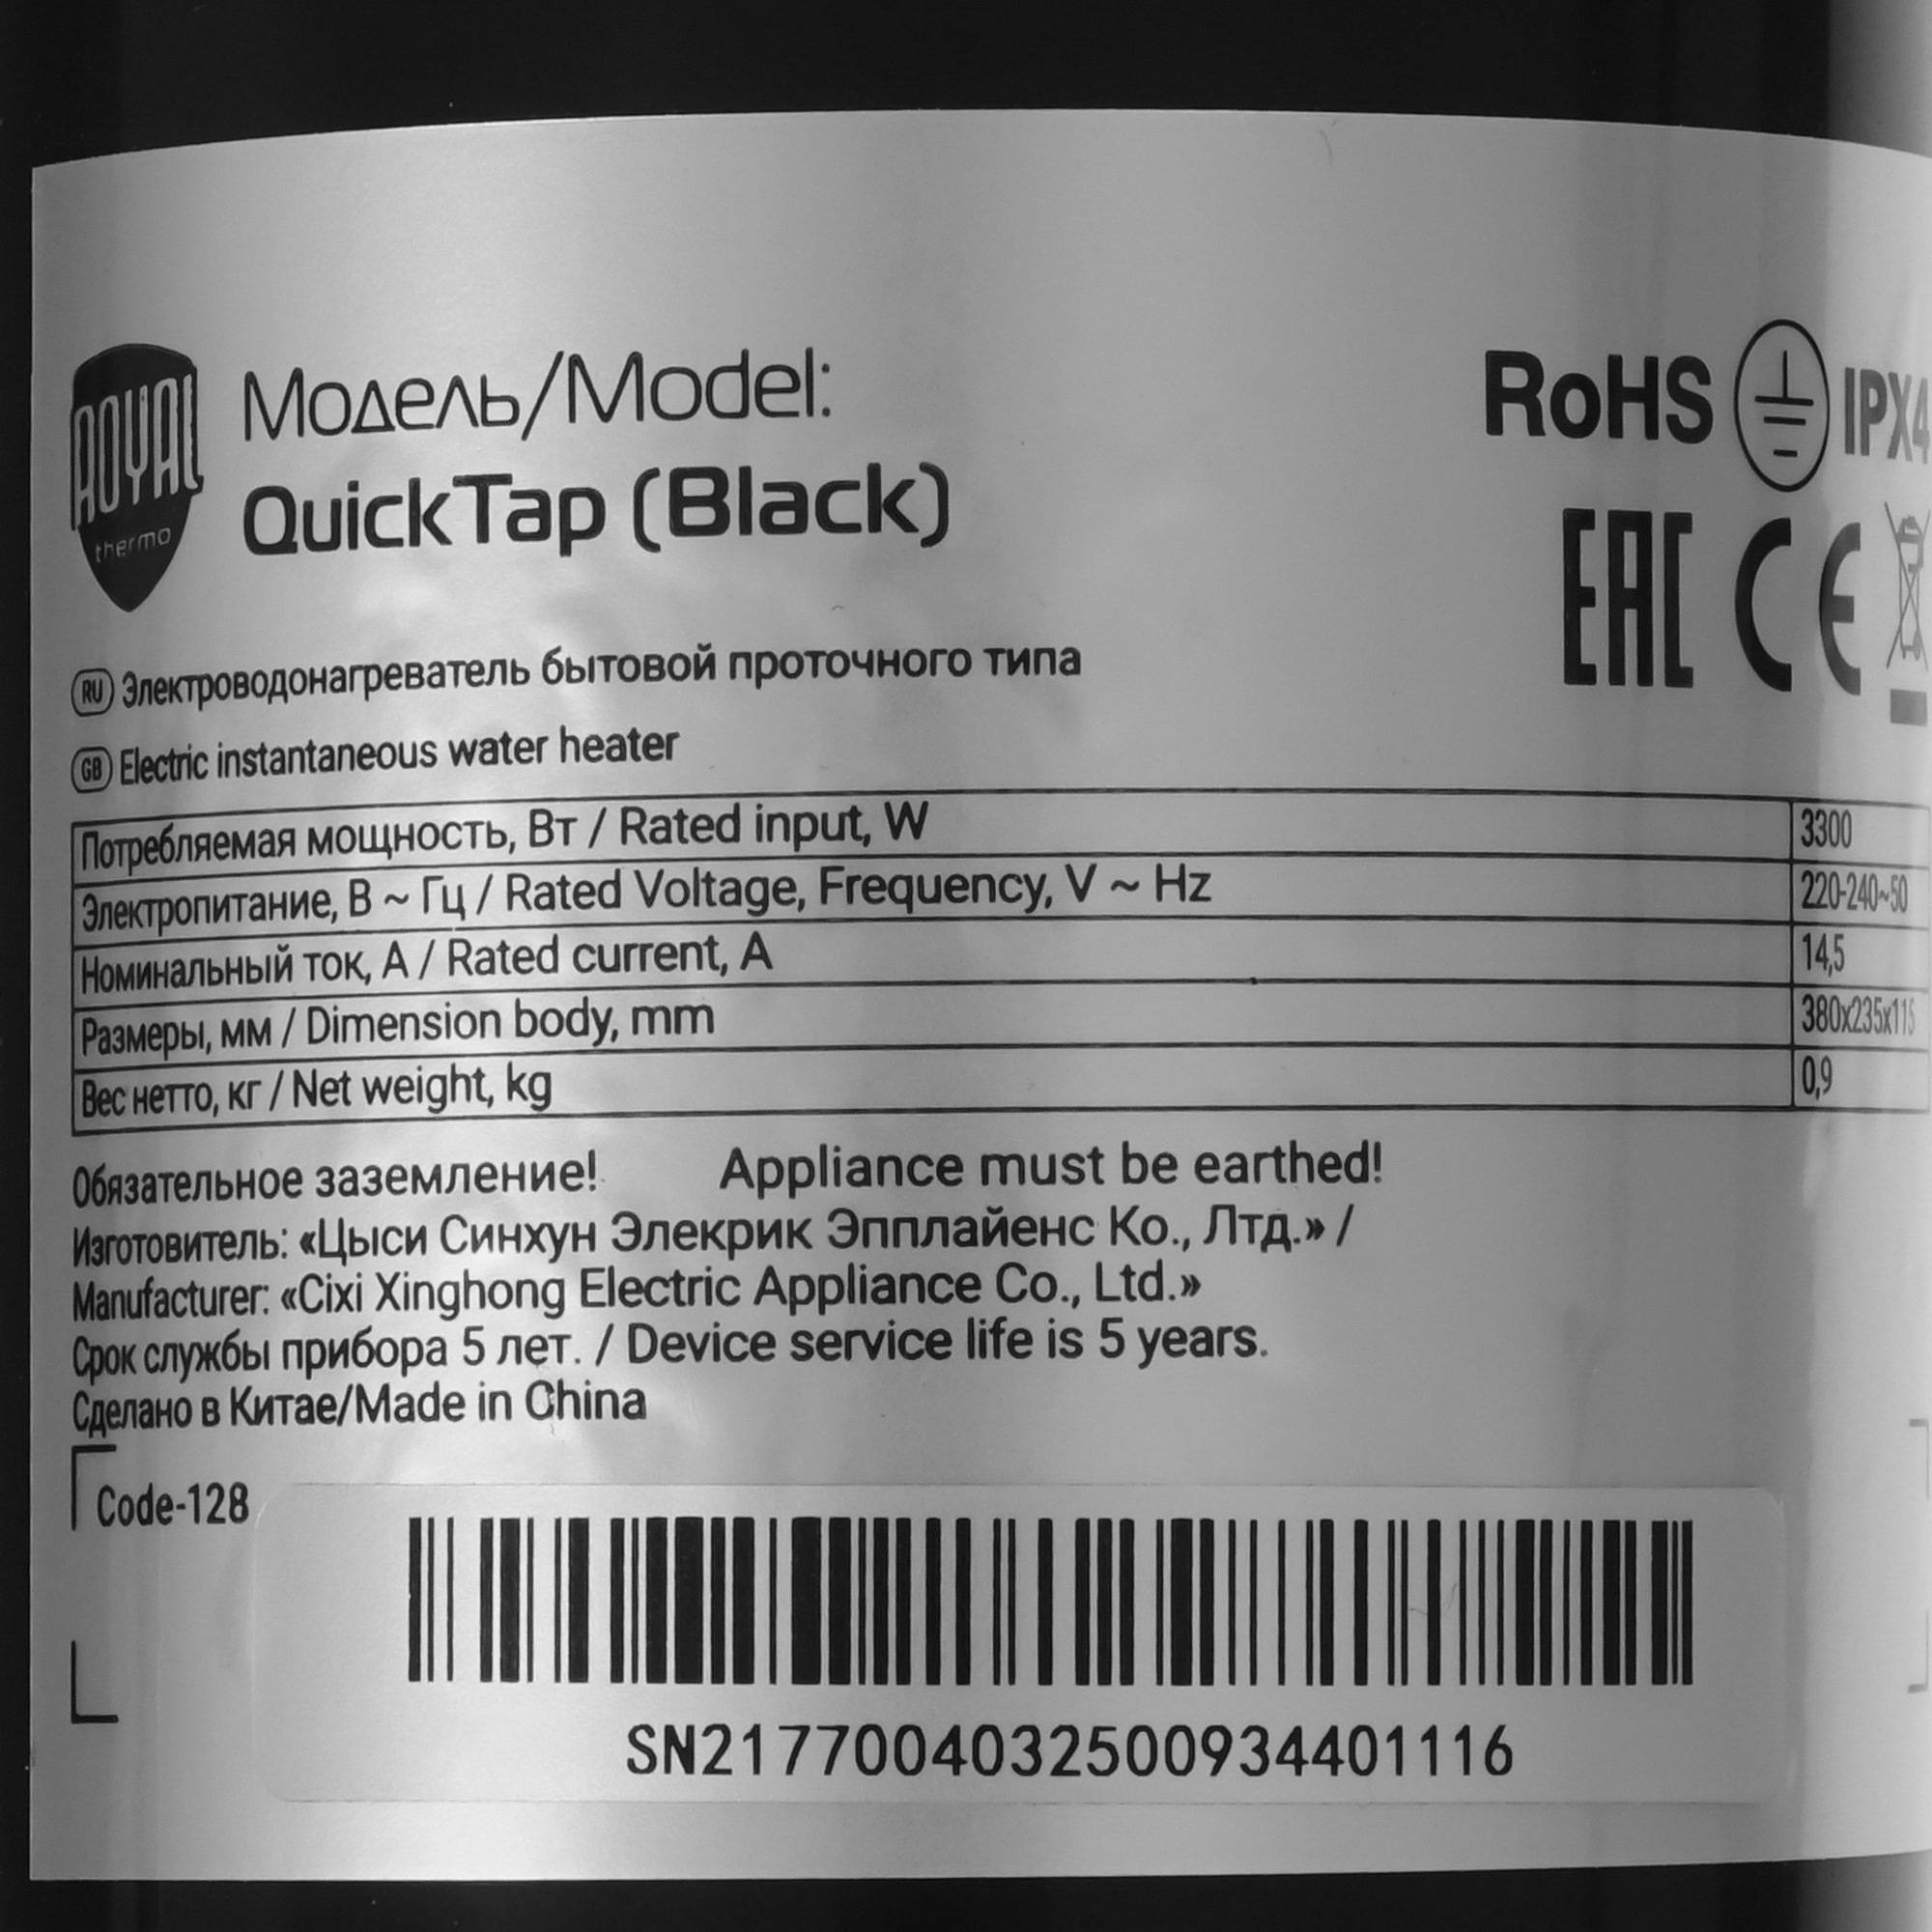 ROYAL
thermo
Модель/Model:
QuickTap (Black)
RoHS IPX4
EAC CE
RU Электроводонагреватель бытовой проточного типа
GB Electric instantaneous water heater
Потребляемая мощность, Вт / Rated input, W 3300
Электропитание, В ~ Гц / Rated Voltage, Frequency, V ~ Hz 220-240~50
Номинальный ток, А / Rated current, A 14,5
Размеры, мм / Dimension body, mm 380x235x115
Вес нетто, кг / Net weight, kg 0,9
Обязательное заземление! Appliance must be earthed!
Изготовитель: «Цыси Синхун Элекрик Эпплайенс Ко., Лтд.» /
Manufacturer: «Cixi Xinghong Electric Appliance Co., Ltd.»
Срок службы прибора 5 лет. / Device service life is 5 years.
Сделано в Китае/Made in China
Code-128
SN2177004032500934401116